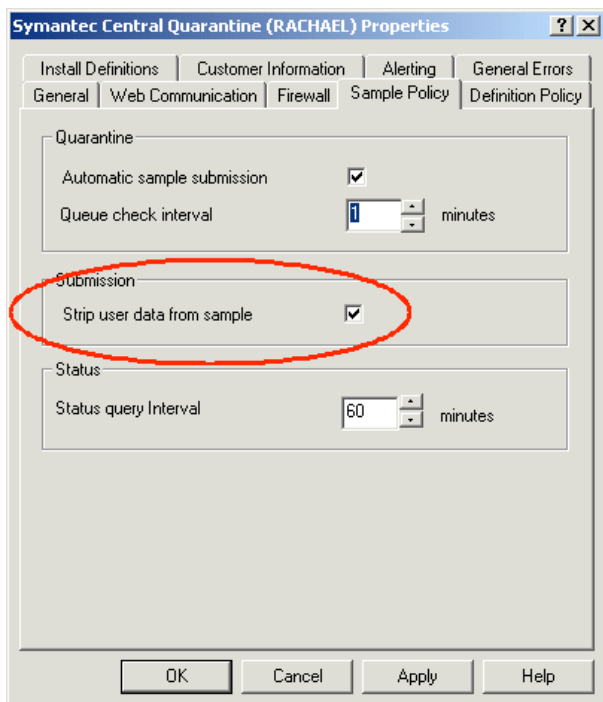 Symantec Central Quarantine (RACHAEL) Properties
Install Definitions Customer Information Alerting General Errors
General Web Communication Firewall Sample Policy Definition Policy
Quarantine
Automatic sample submission
Queue check interval 1 minutes
Submission
Strip user data from sample
Status
Status query Interval 60 minutes
OK Cancel Apply Help